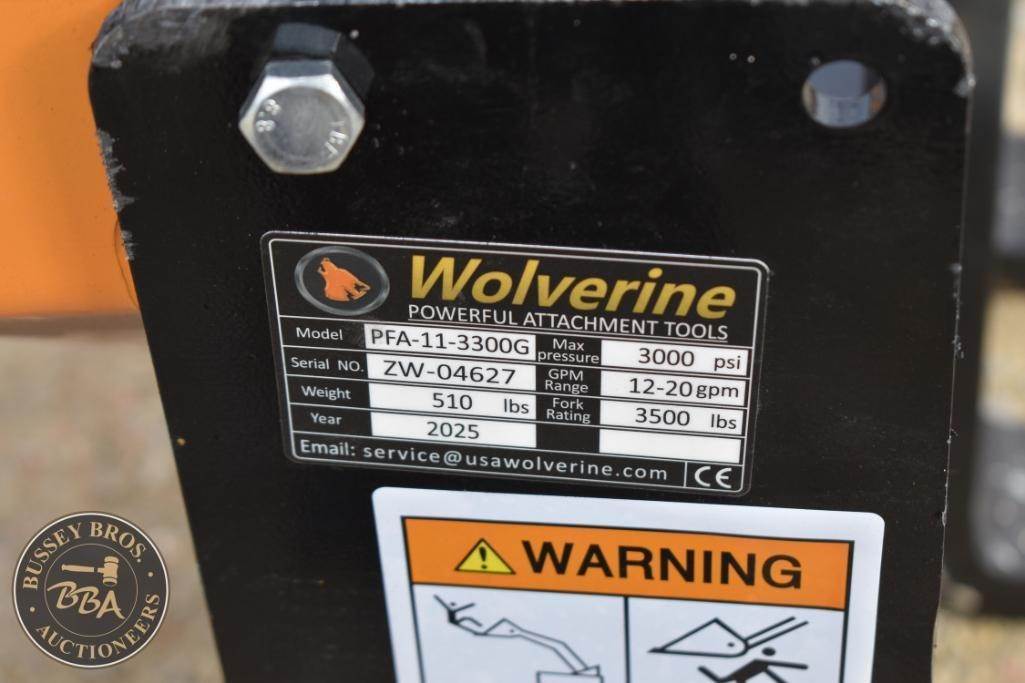 8.8
Wolverine
POWERFUL ATTACHMENT TOOLS
Model PFA-11-3300G Max pressure 3000 psi
Serial NO. ZW-04627 GPM Range 12-20 gpm
Weight 510 lbs Fork Rating 3500 lbs
Year 2025
Email: service@usawolverine.com CE
WARNING
BUSSEY BROS.
BBA
AUCTIONEERS